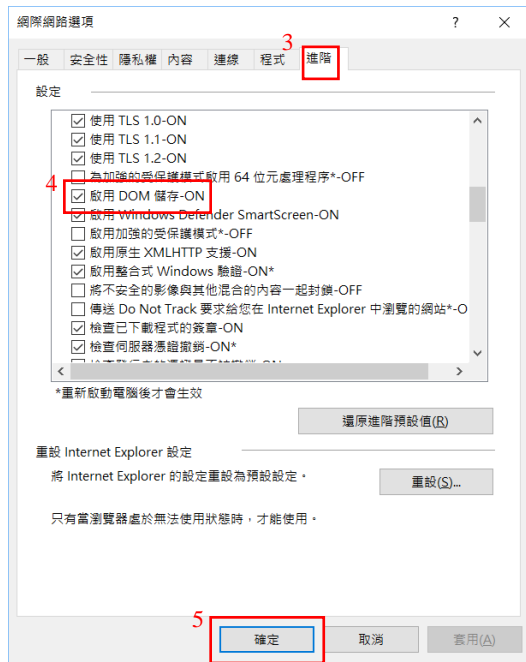 網際網路選項 ? ×
3
一般 安全性 隱私權 內容 連線 程式 進階
設定
使用 TLS 1.0-ON
使用 TLS 1.1-ON
使用 TLS 1.2-ON
為加強的受保護模式啟用 64 位元處理程序*-OFF
4
啟用 DOM 儲存-ON
啟用 Windows Defender SmartScreen-ON
啟用加強的受保護模式*-OFF
啟用原生 XMLHTTP 支援-ON
啟用整合式 Windows 驗證-ON*
將不安全的影像與其他混合的內容一起封鎖-OFF
傳送 Do Not Track 要求給您在 Internet Explorer 中瀏覽的網站*-O
檢查已下載程式的簽章-ON
檢查伺服器憑證撤銷-ON*
*重新啟動電腦後才會生效
還原進階預設值(R)
重設 Internet Explorer 設定
將 Internet Explorer 的設定重設為預設設定。
重設(S)...
只有當瀏覽器處於無法使用狀態時，才能使用。
5
確定 取消 套用(A)